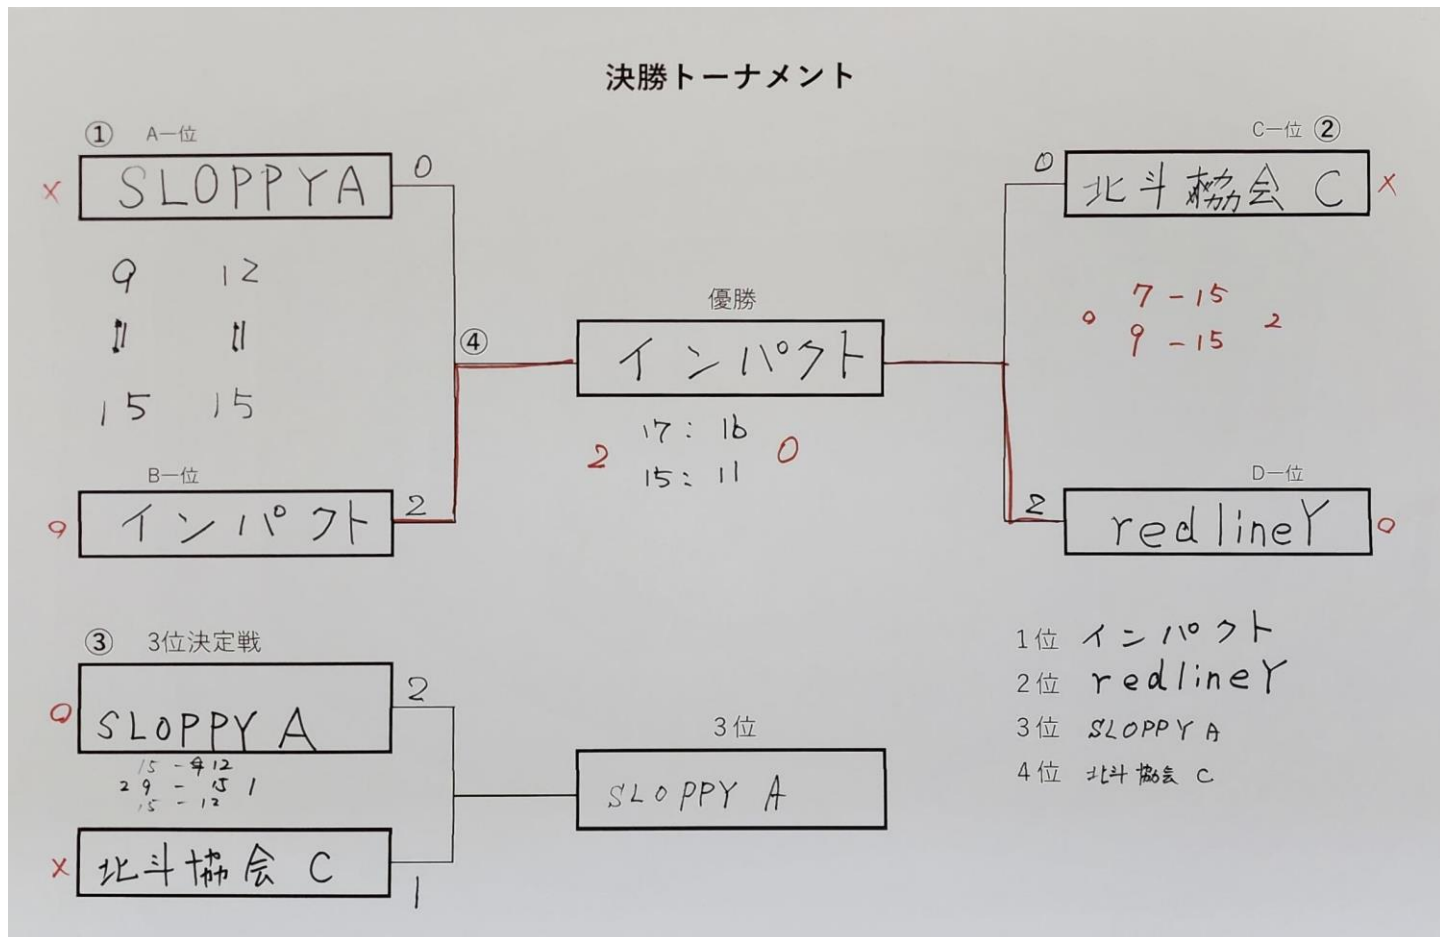 決勝トーナメント
① A一位
C一位 ②
× SLOPPY A 0
0 北斗協会 C ×
9 12
|| ||
15 15
0 7 - 15 2
9 - 15
優勝
④
インパクト
2 17 : 16 0
15 : 11
B一位
D一位
○ インパクト 2
2 redlineY ○
③ 3位決定戦
○ SLOPPY A 2
15 - 12
2 9 - 15 1
15 - 12
× 北斗協会 C 1
3位
SLOPPY A
1位 インパクト
2位 redlineY
3位 SLOPPY A
4位 北斗協会 C